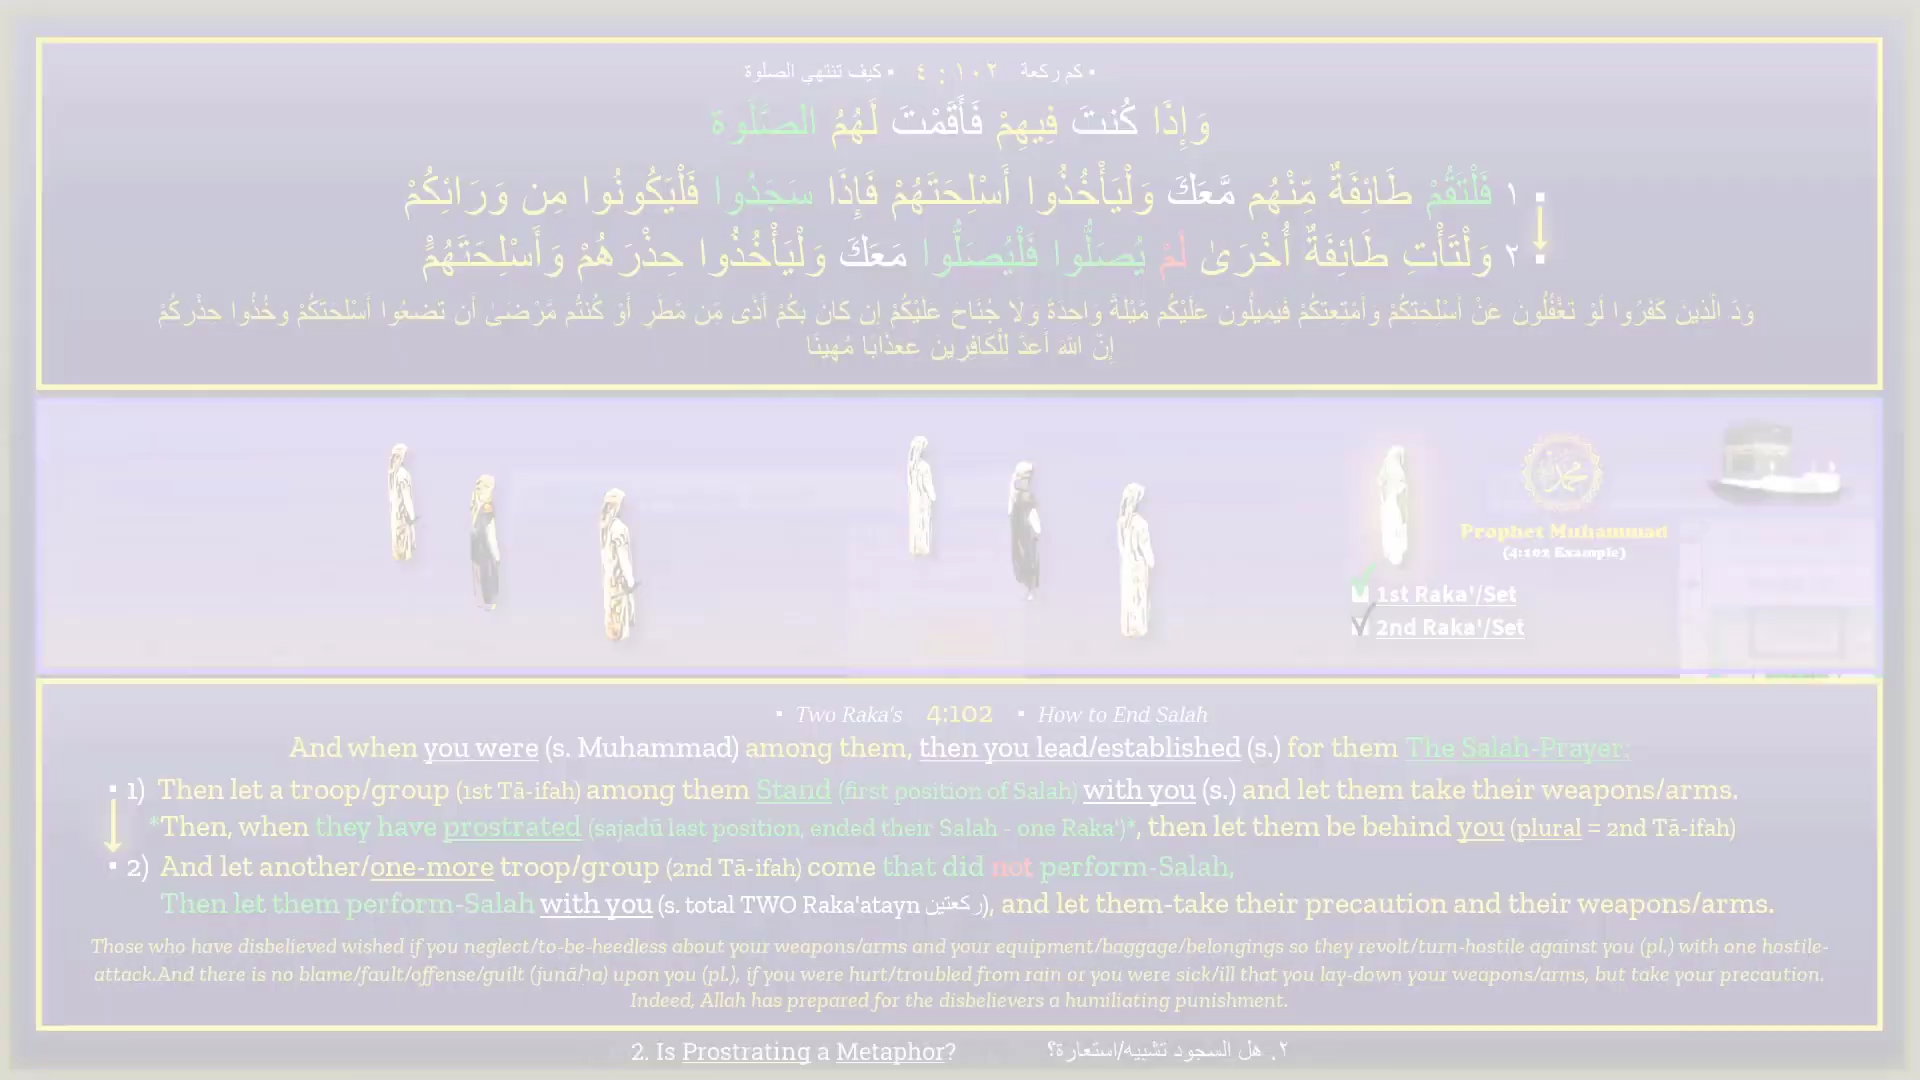 ▪ كم ركعة ٤ : ١٠٢ ▪ كيف تنتهي الصلوة
وَإِذَا كُنتَ فِيهِمْ فَأَقَمْتَ لَهُمُ الصَّلَوة
١ فَلْتَقُمْ طَائِفَةٌ مِّنْهُم مَّعَكَ وَلْيَأْخُذُوا أَسْلِحَتَهُمْ فَإِذَا سَجَدُوا فَلْيَكُونُوا مِن وَرَائِكُمْ
٢ وَلْتَأْتِ طَائِفَةٌ أُخْرَىٰ لَمْ يُصَلُّوا فَلْيُصَلُّوا مَعَكَ وَلْيَأْخُذُوا حِذْرَهُمْ وَأَسْلِحَتَهُمْ
وَدَّ الَّذِينَ كَفَرُوا لَوْ تَغْفُلُونَ عَنْ أَسْلِحَتِكُمْ وَأَمْتِعَتِكُمْ فَيَمِيلُونَ عَلَيْكُم مَّيْلَةً وَاحِدَةً وَلَا جُنَاحَ عَلَيْكُمْ إِن كَانَ بِكُمْ أَذًى مِّن مَّطَرٍ أَوْ كُنتُم مَّرْضَىٰ أَن تَضَعُوا أَسْلِحَتَكُمْ وَخُذُوا حِذْرَكُمْ
إِنَّ اللَّهَ أَعَدَّ لِلْكَافِرِينَ ععَذَابًا مُهِينًا
محمد
Prophet Muhammad
(4:102 Example)
1st Raka'/Set
2nd Raka'/Set
▪ Two Raka's 4:102 ▪ How to End Salah
And when you were (s. Muhammad) among them, then you lead/established (s.) for them The Salah-Prayer:
▪ 1) Then let a troop/group (1st Tā-ifah) among them Stand (first position of Salah) with you (s.) and let them take their weapons/arms.
*Then, when they have prostrated (sajadū last position, ended their Salah - one Raka')*, then let them be behind you (plural = 2nd Tā-ifah)
▪ 2) And let another/one-more troop/group (2nd Tā-ifah) come that did not perform-Salah,
Then let them perform-Salah with you (s. total TWO Raka'atayn ركعتين), and let them-take their precaution and their weapons/arms.
Those who have disbelieved wished if you neglect/to-be-heedless about your weapons/arms and your equipment/baggage/belongings so they revolt/turn-hostile against you (pl.) with one hostile-
attack.And there is no blame/fault/offense/guilt (junāḥa) upon you (pl.), if you were hurt/troubled from rain or you were sick/ill that you lay-down your weapons/arms, but take your precaution.
Indeed, Allah has prepared for the disbelievers a humiliating punishment.
2. Is Prostrating a Metaphor? ٢. هل السجود تشبيه/استعارة؟